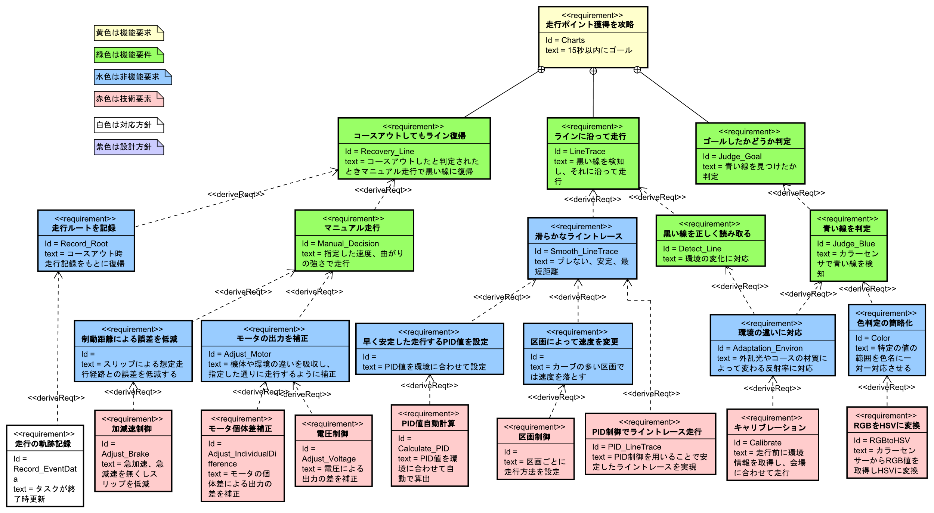 黄色は機能要求
緑色は機能要件
水色は非機能要求
赤色は技術要素
白色は対応方針
紫色は設計方針
<<requirement>>
走行ポイント獲得を攻略
Id = Charts
text = 15秒以内にゴール
<<requirement>>
コースアウトしてもライン復帰
Id = Recovery_Line
text = コースアウトしたと判定された
ときマニュアル走行で黒い線に復帰
<<requirement>>
ラインに沿って走行
Id = LineTrace
text = 黒い線を検知
し、それに沿って走
行
<<requirement>>
ゴールしたかどうか判定
Id = Judge_Goal
text = 青い線を見つけたか
判定
<<deriveReqt>>
<<deriveReqt>>
<<deriveReqt>>
<<deriveReqt>>
<<deriveReqt>>
<<requirement>>
走行ルートを記録
Id = Record_Root
text = コースアウト時
走行記録をもとに復帰
<<requirement>>
マニュアル走行
Id = Manual_Decision
text = 指定した速度、曲が
りの強さで走行
<<requirement>>
滑らかなライントレース
Id = Smooth_LineTrace
text = ブレない、安定、最
短距離
<<requirement>>
黒い線を正しく読み取る
Id = Detect_Line
text = 環境の変化に対応
<<requirement>>
青い線を判定
Id = Judge_Blue
text = カラーセン
サで青い線を検
知
<<deriveReqt>>
<<deriveReqt>>
<<deriveReqt>>
<<deriveReqt>>
<<deriveReqt>>
<<deriveReqt>>
<<deriveReqt>>
<<deriveReqt>>
<<deriveReqt>>
<<requirement>>
制動距離による誤差を低減
Id =
text = スリップによる指定走
行経路との誤差を低減する
<<requirement>>
モータの出力を補正
Id = Adjust_Motor
text = 機体や環境の違いを吸収し、
指定した通りに走行するように補正
<<requirement>>
早く安定した走行するPID値を設定
Id =
text = PID値を環境に合わせて設定
<<requirement>>
区画によって速度を変更
Id =
text = カーブの多い区画で
は速度を落とす
<<requirement>>
環境の違いに対応
Id = Adaptation_Environ
text = 外乱光やコースの材質に
よって変わる反射率に対応
<<requirement>>
色判定の簡略化
Id = Color
text = 特定の値の
範囲を色名に一
対一対応させる
<<deriveReqt>>
<<deriveReqt>>
<<deriveReqt>>
<<deriveReqt>>
<<deriveReqt>>
<<deriveReqt>>
<<deriveReqt>>
<<requirement>>
走行の軌跡記録
Id =
Record_EventDat
a
text = タスクが終
了時更新
<<requirement>>
加減速制御
Id =
Adjust_Brake
text = 急加速、急
減速を無くしス
リップを低減
<<requirement>>
モータ個体差補正
Id =
Adjust_IndividualDi
fference
text = モータの個
体差による出力の
差を補正
<<requirement>>
電圧制御
Id =
Adjust_Voltage
text = 電圧による
出力の差を補正
<<requirement>>
PID値自動計算
Id =
Calculate_PID
text = PID値を環
境に合わせて自
動で算出
<<requirement>>
区画制御
Id =
text = 区画ごとに
走行方法を設定
<<requirement>>
PID制御でライントレース走行
Id = PID_LineTrace
text = PID制御を用いることで安
定したライントレースを実現
<<requirement>>
キャリブレーション
Id = Calibrate
text = 走行前に環境
情報を取得し、会場
に合わせて走行
<<requirement>>
RGBをHSVに変換
Id = RGBtoHSV
text = カラーセン
サーからRGB値を
取得しHSVに変換